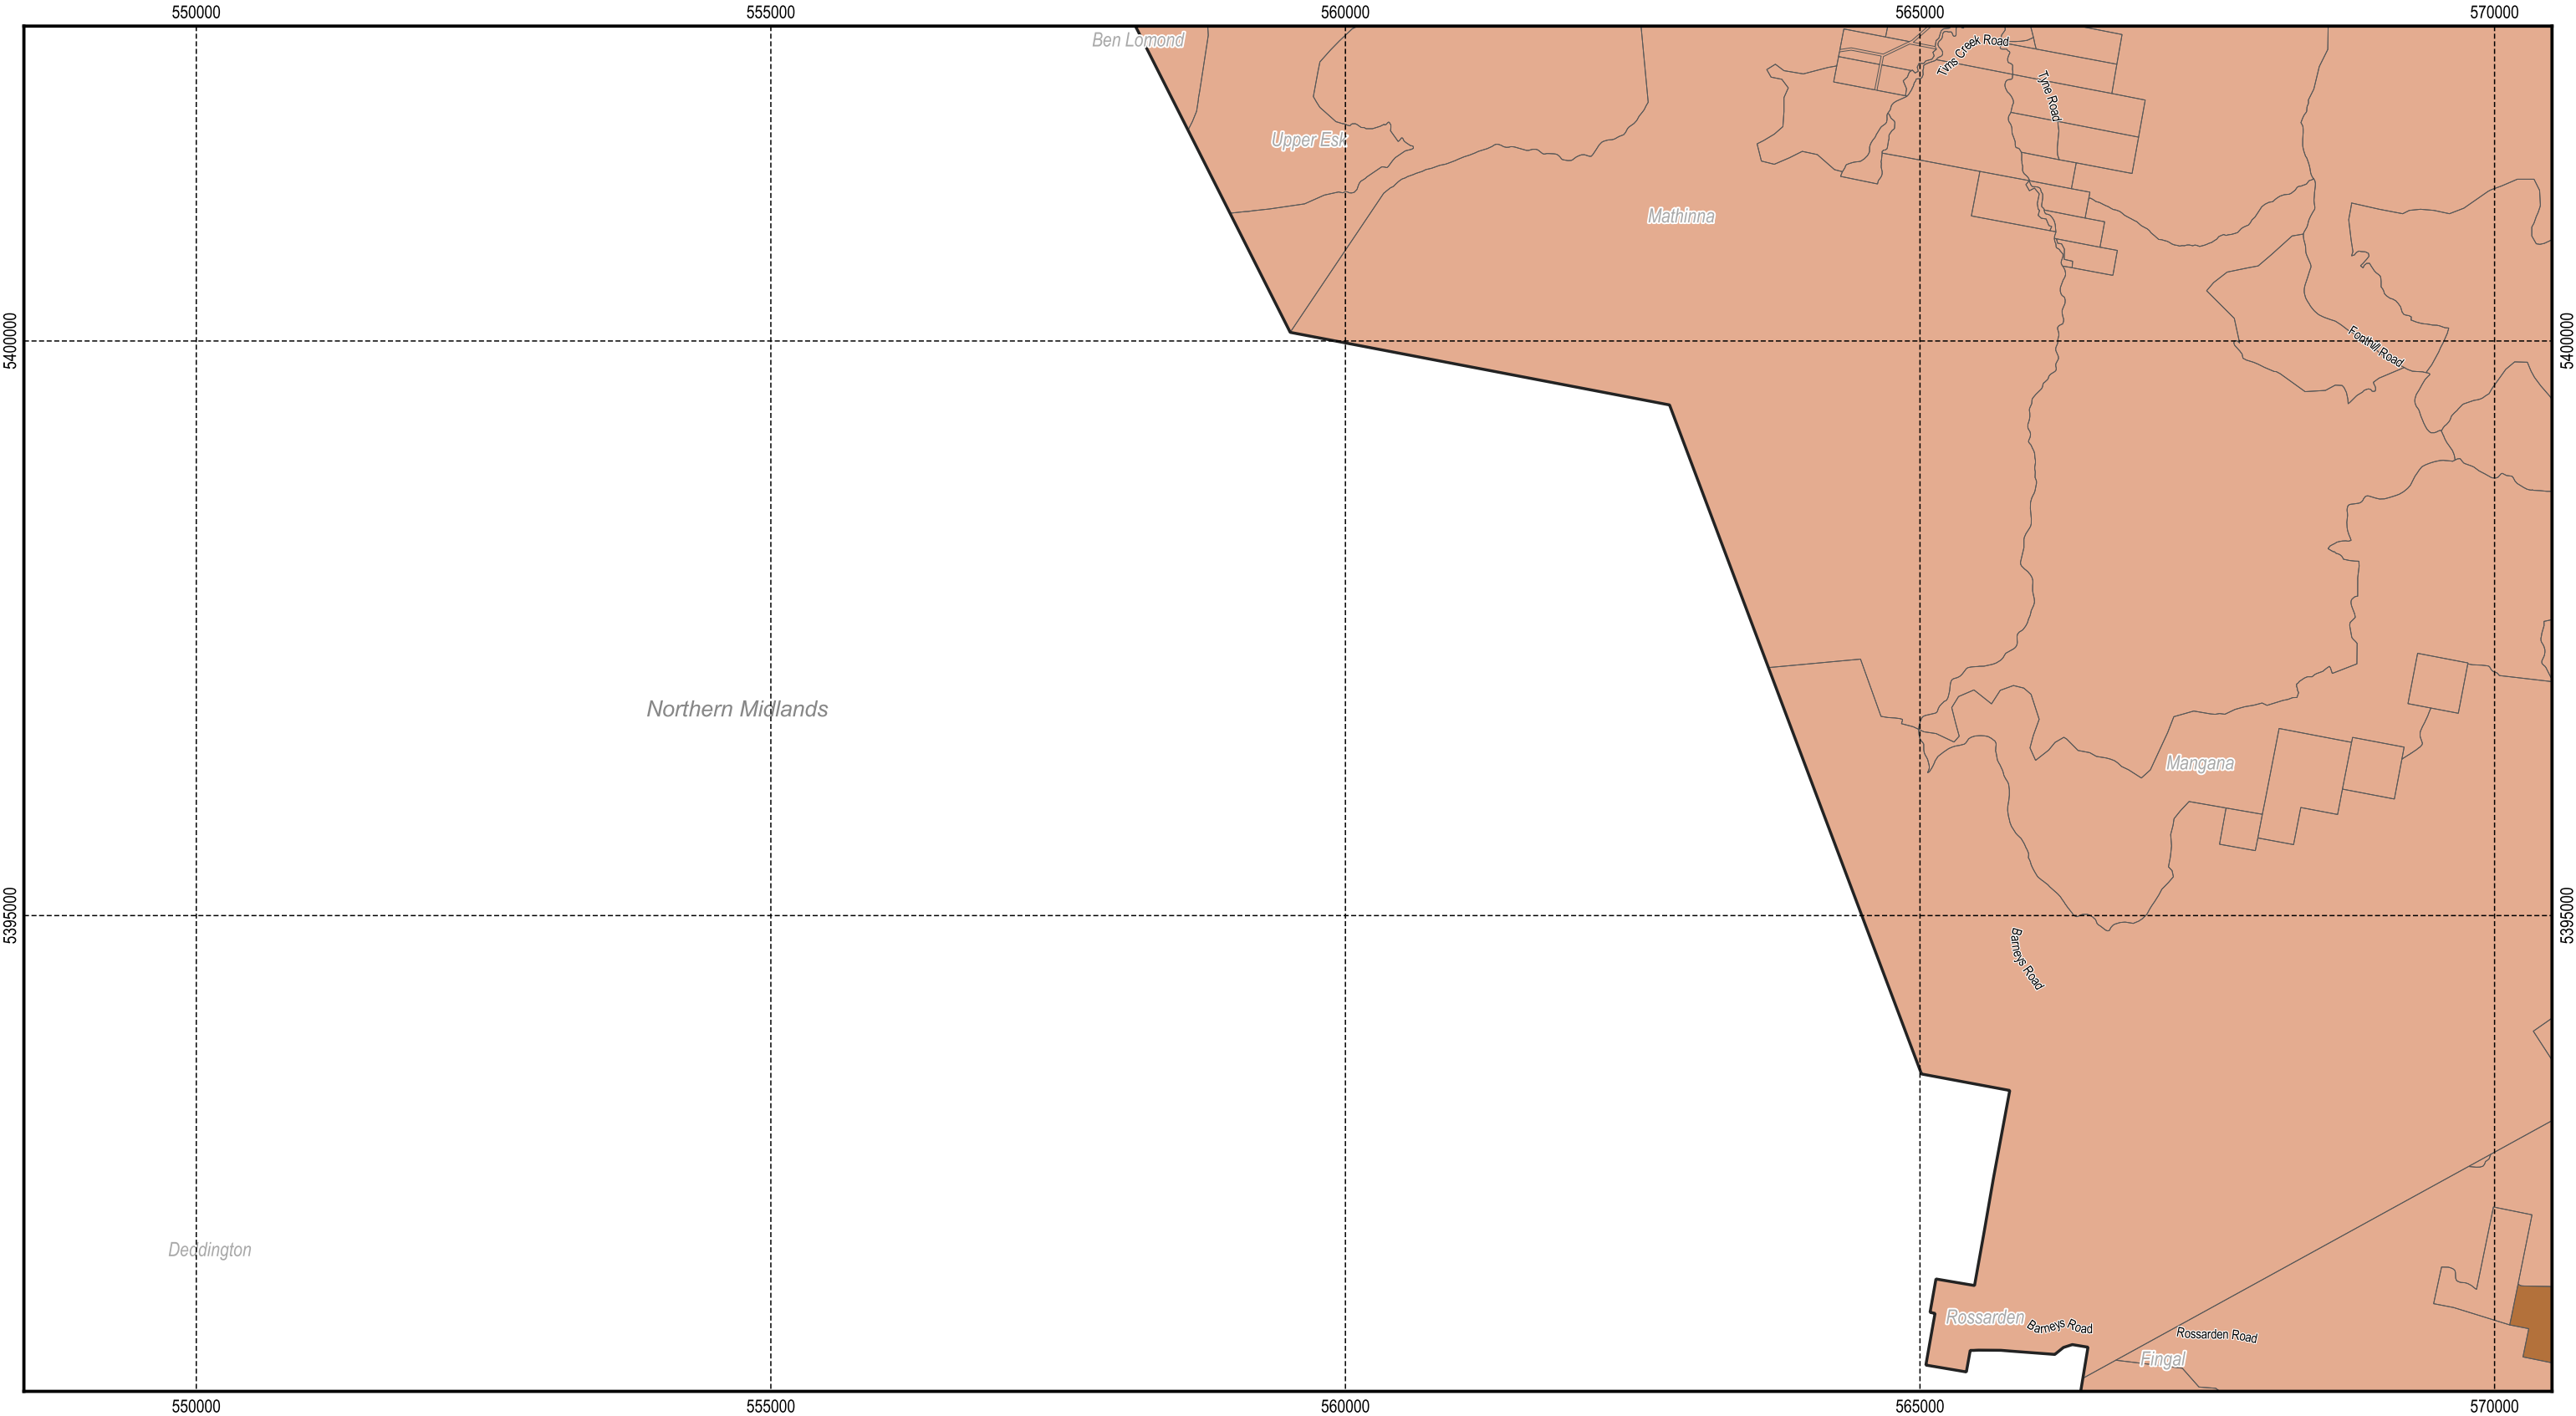 550000
555000
560000
565000
570000
Ben Lomond
Tyne Road
Upper Esk
Mathinna
5400000
5400000
Fonthill Road
Northern Midlands
Mangana
5395000
5395000
Barneys Road
Deddington
Rossarden
Barneys Road
Rossarden Road
Fingal
550000
555000
560000
565000
570000